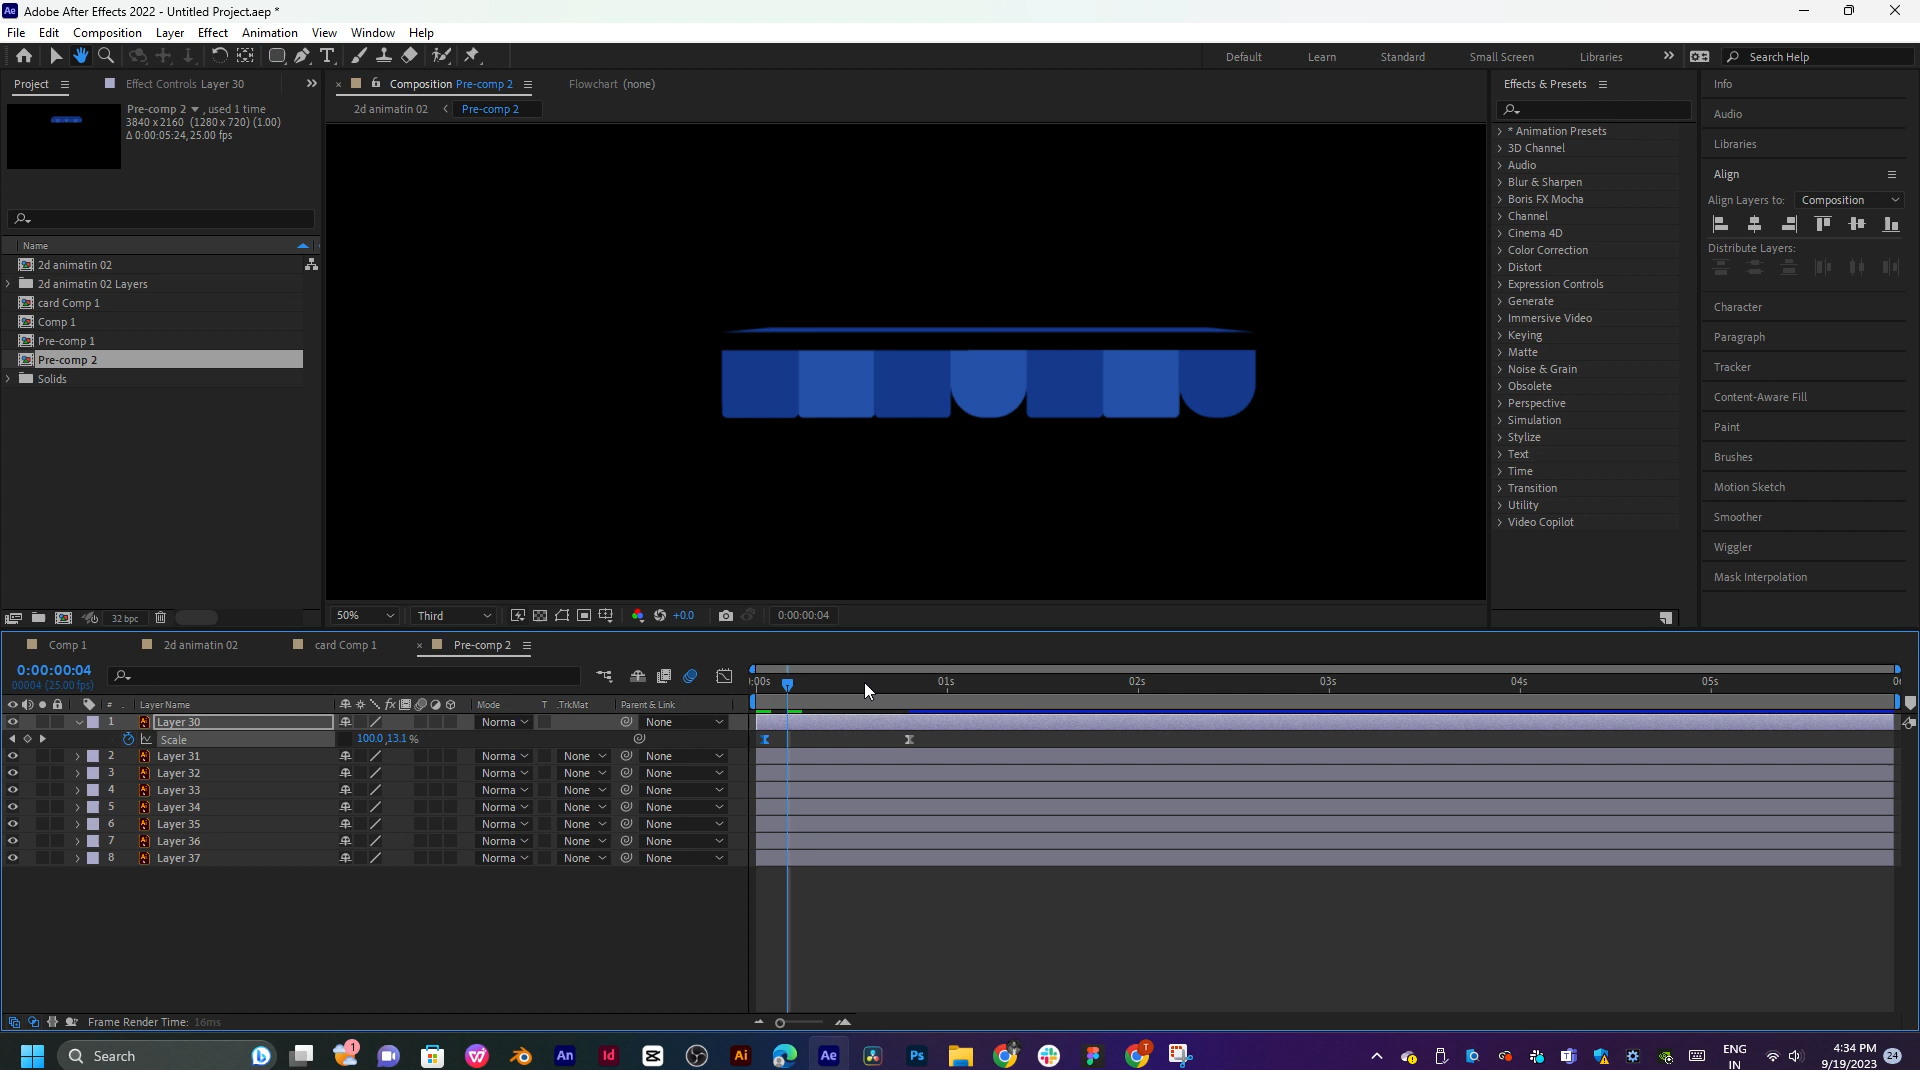 Adobe After Effects 2022 - Untitled Project.aep *
File Edit Composition Layer Effect Animation View Window Help
Default Learn Standard Small Screen Libraries Search Help
Project Effect Controls Layer 30
Composition Pre-comp 2 Flowchart (none)
2d animatin 02 Pre-comp 2
Pre-comp 2 , used 1 time
3840 x 2160 (1280 x 720) (1.00)
Δ 0:00:05:24, 25.00 fps
Name
2d animatin 02
2d animatin 02 Layers
card Comp 1
Comp 1
Pre-comp 1
Pre-comp 2
Solids
32 bpc
50% Third +0.0 0:00:00:04
Effects & Presets
* Animation Presets
3D Channel
Audio
Blur & Sharpen
Boris FX Mocha
Channel
Cinema 4D
Color Correction
Distort
Expression Controls
Generate
Immersive Video
Keying
Matte
Noise & Grain
Obsolete
Perspective
Simulation
Stylize
Text
Time
Transition
Utility
Video Copilot
Info
Audio
Libraries
Align
Align Layers to: Composition
Distribute Layers:
Character
Paragraph
Tracker
Content-Aware Fill
Paint
Brushes
Motion Sketch
Smoother
Wiggler
Mask Interpolation
Comp 1 2d animatin 02 card Comp 1 Pre-comp 2
0:00:00:04
00004 (25.00 fps)
:00s 01s 02s 03s 04s 05s 0
# Layer Name Mode T .TrkMat Parent & Link
1 Layer 30 Norma None
Scale 100.0,13.1 %
2 Layer 31 Norma None None
3 Layer 32 Norma None None
4 Layer 33 Norma None None
5 Layer 34 Norma None None
6 Layer 35 Norma None None
7 Layer 36 Norma None None
8 Layer 37 Norma None None
Frame Render Time: 16ms
Search
ENG
IN
4:34 PM
9/19/2023
24